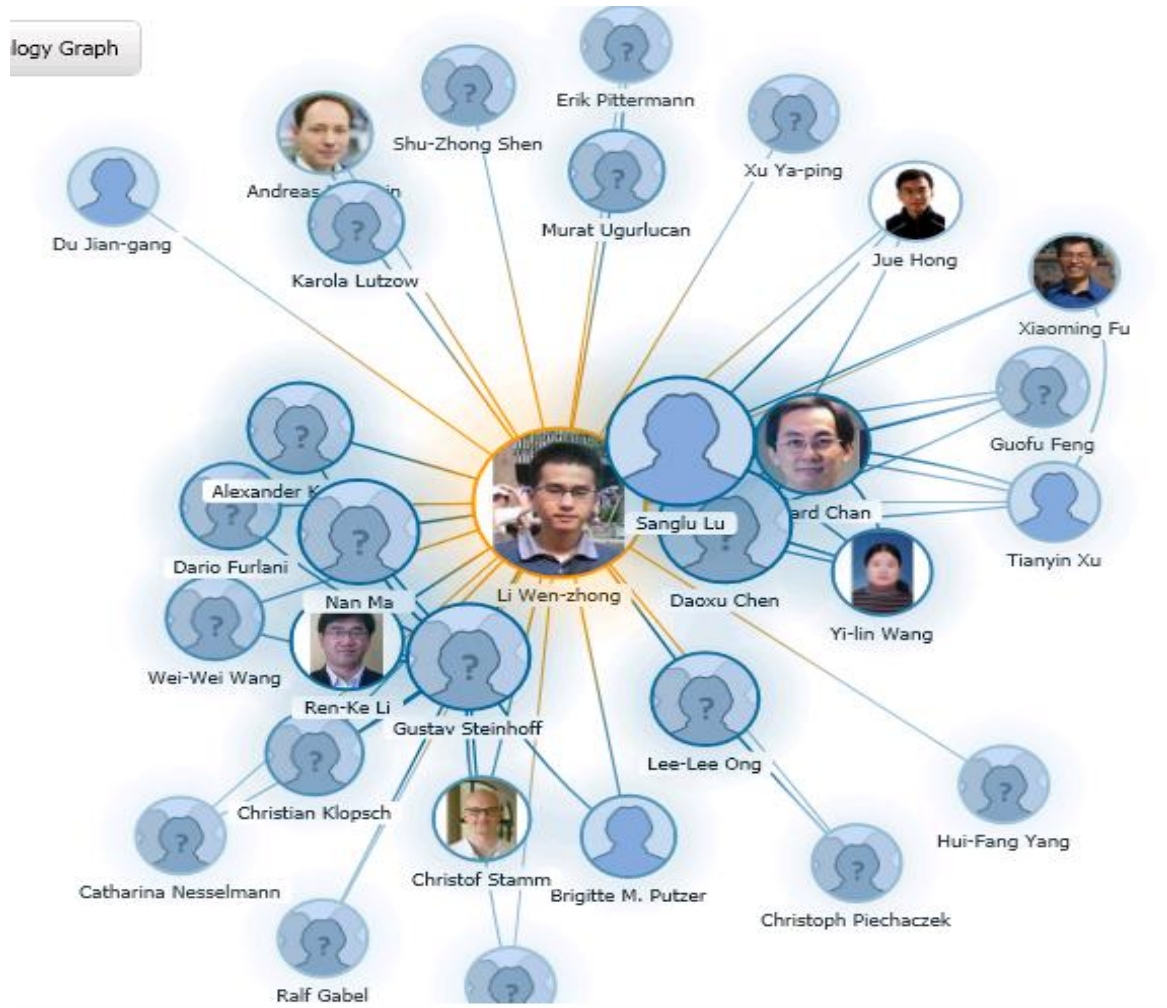 logy Graph
Erik Pittermann
Shu-Zhong Shen
Xu Ya-ping
Andreas
Murat Ugurlucan
Du Jian-gang
Jue Hong
Karola Lutzow
Xiaoming Fu
Guofu Feng
Alexander K
ard Chan
Sanglu Lu
Tianyin Xu
Dario Furlani
Nan Ma
Li Wen-zhong
Daoxu Chen
Yi-lin Wang
Wei-Wei Wang
Ren-Ke Li
Gustav Steinhoff
Lee-Lee Ong
Christian Klopsch
Hui-Fang Yang
Christof Stamm
Catharina Nesselmann
Brigitte M. Putzer
Christoph Piechaczek
Ralf Gabel